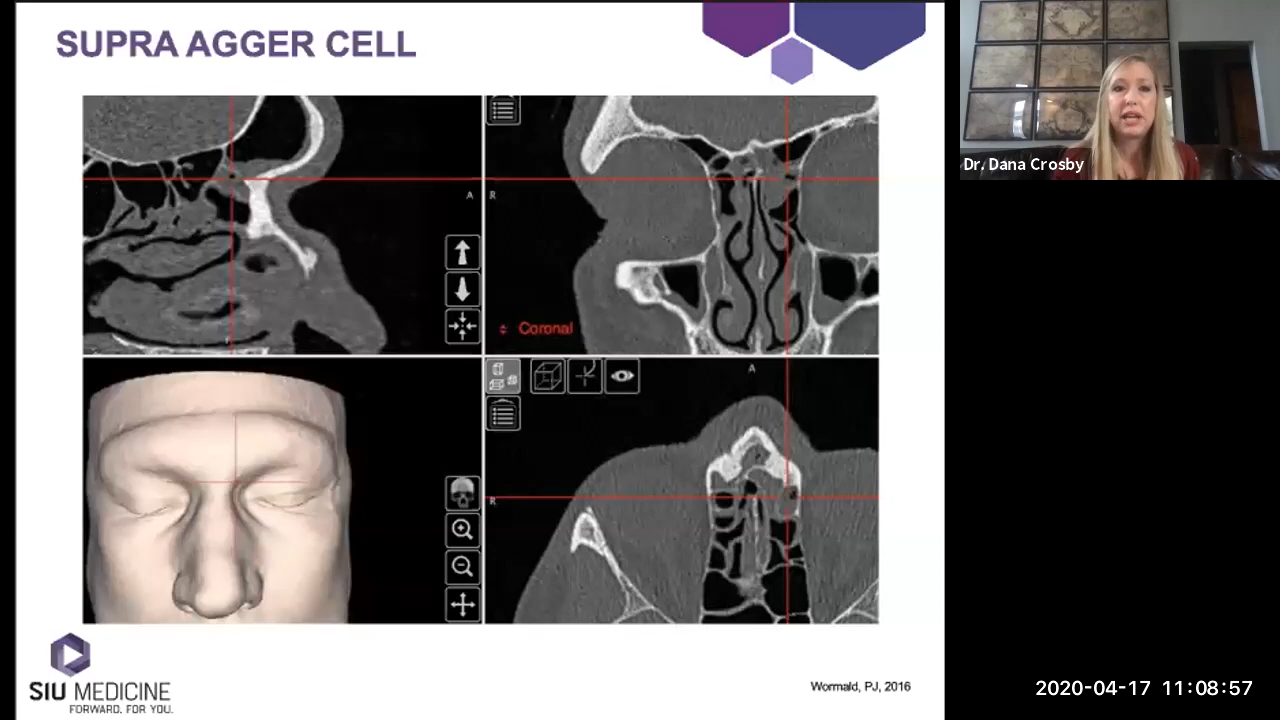 SUPRA AGGER CELL
Dr. Dana Crosby
A
R
Coronal
A
R
SIU MEDICINE
FORWARD. FOR YOU.
Wormald, PJ, 2016
2020-04-17 11:08:57